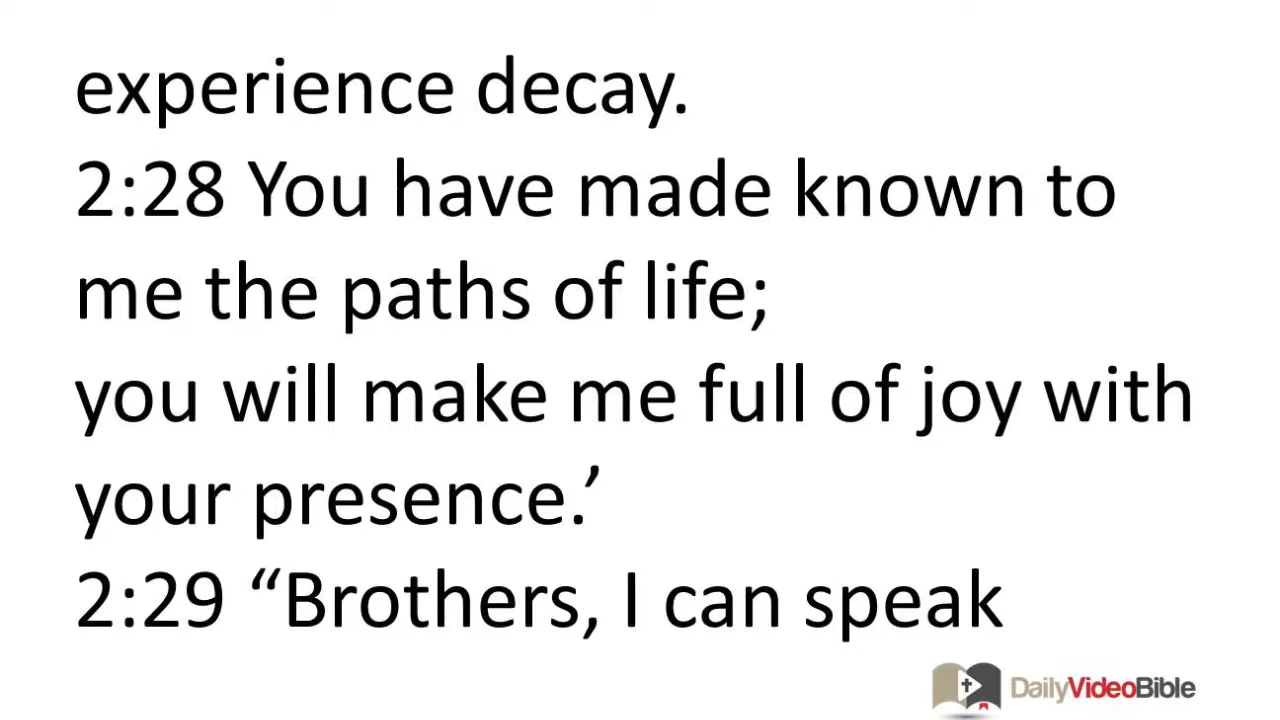 experience decay.
2:28 You have made known to
me the paths of life;
you will make me full of joy with
your presence.’
2:29 “Brothers, I can speak
DailyVideoBible